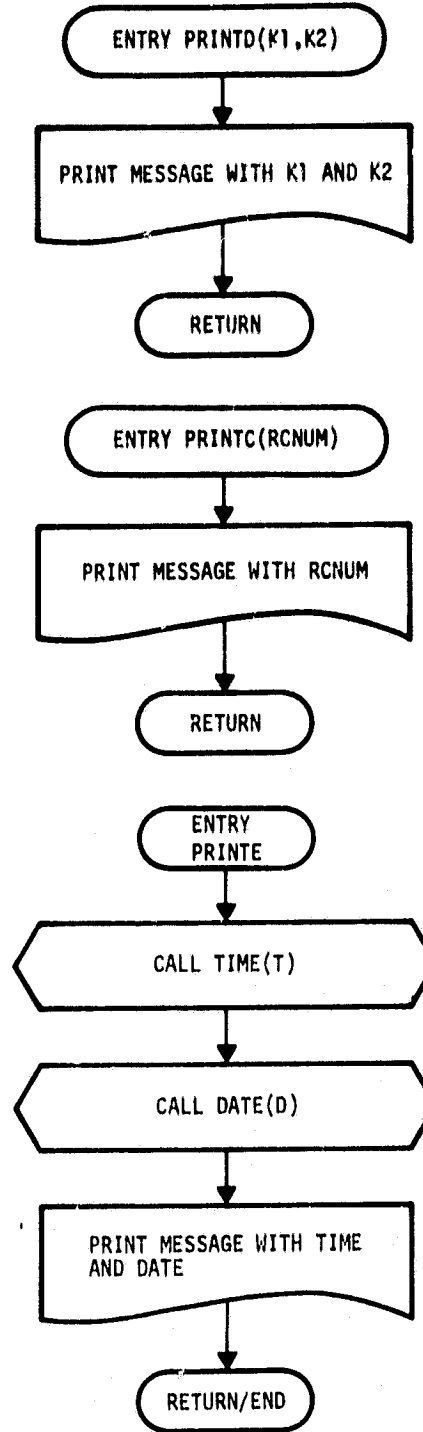 ENTRY PRINTD(K1,K2)
PRINT MESSAGE WITH K1 AND K2
RETURN
ENTRY PRINTC(RCNUM)
PRINT MESSAGE WITH RCNUM
RETURN
ENTRY
PRINTE
CALL TIME(T)
CALL DATE(D)
PRINT MESSAGE WITH TIME
AND DATE
RETURN/END